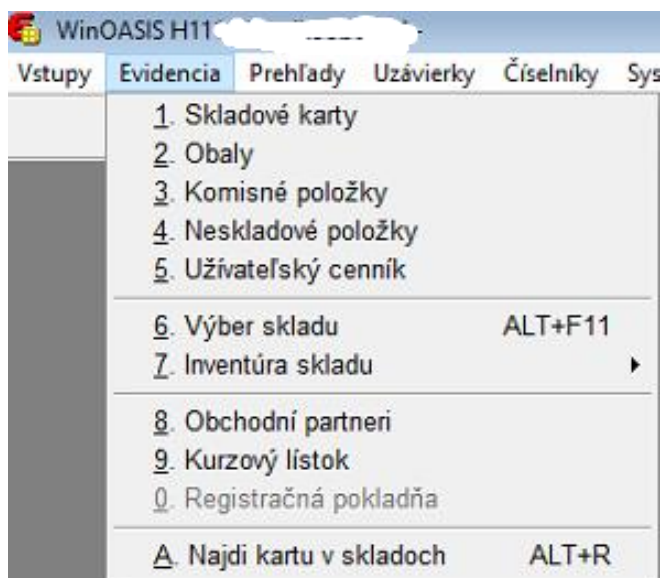 WinOASIS H11
Vstupy Evidencia Prehľady Uzávierky Číselníky Sys
1. Skladové karty
2. Obaly
3. Komisné položky
4. Neskladové položky
5. Užívateľský cenník
6. Výber skladu ALT+F11
7. Inventúra skladu
8. Obchodní partneri
9. Kurzový lístok
0. Registračná pokladňa
A. Najdi kartu v skladoch ALT+R